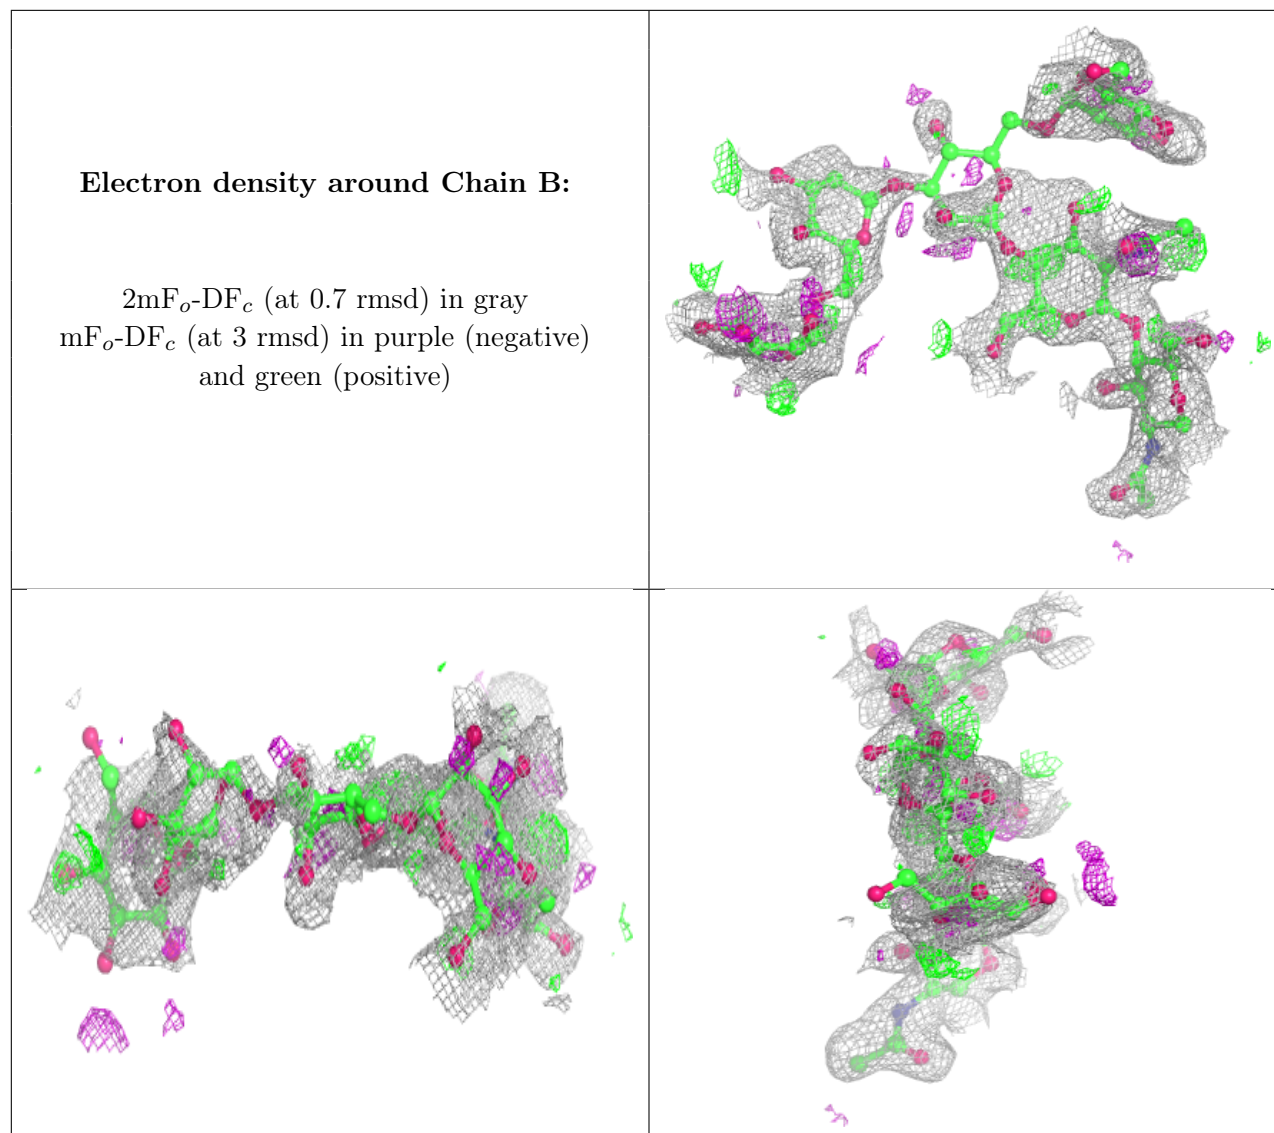 Electron density around Chain B:
2mFo-DFc (at 0.7 rmsd) in gray
mFo-DFc (at 3 rmsd) in purple (negative)
and green (positive)